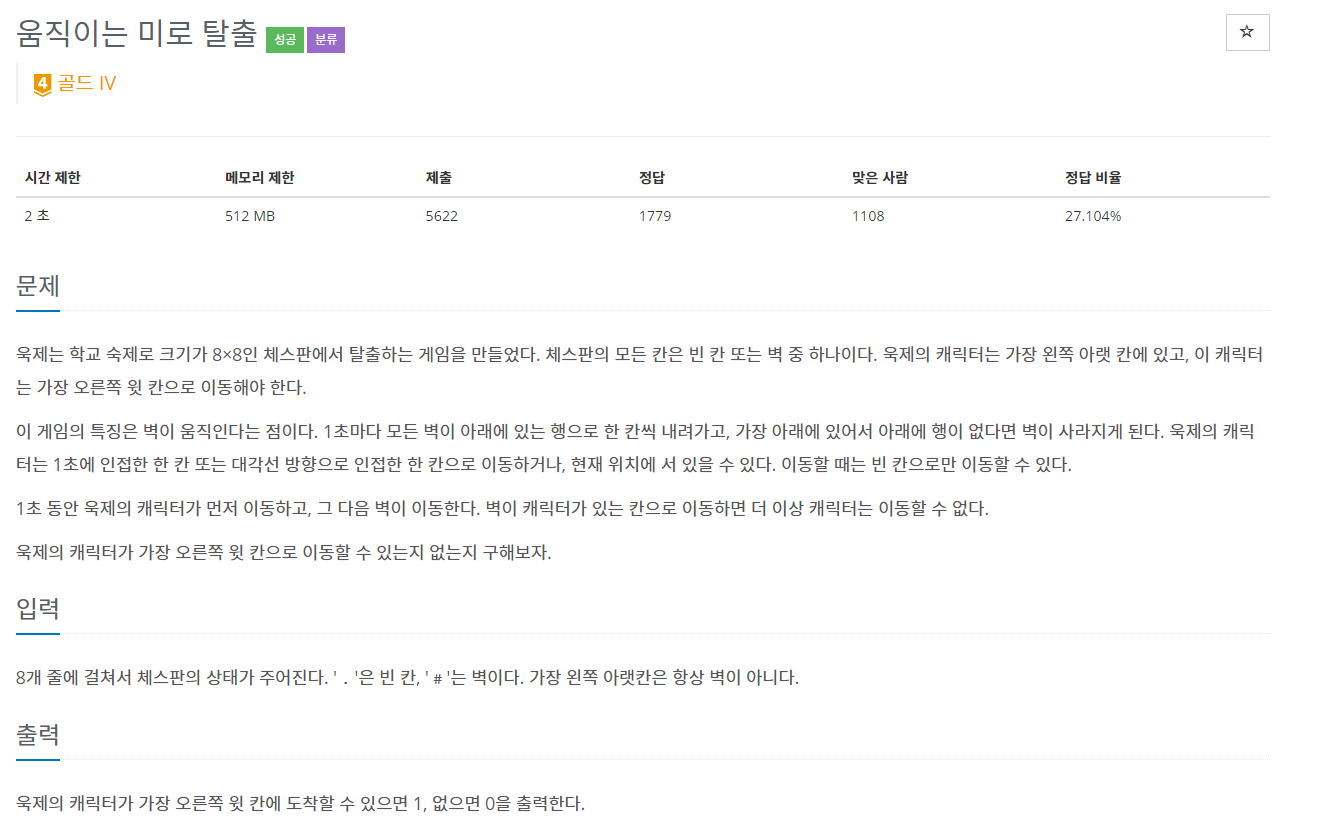 움직이는 미로 탈출 성공 분류
☆
4 골드 IV
시간 제한 메모리 제한 제출 정답 맞은 사람 정답 비율
2 초 512 MB 5622 1779 1108 27.104%
문제
욱제는 학교 숙제로 크기가 8×8인 체스판에서 탈출하는 게임을 만들었다. 체스판의 모든 칸은 빈 칸 또는 벽 중 하나이다. 욱제의 캐릭터는 가장 왼쪽 아랫 칸에 있고, 이 캐릭터
는 가장 오른쪽 윗 칸으로 이동해야 한다.
이 게임의 특징은 벽이 움직인다는 점이다. 1초마다 모든 벽이 아래에 있는 행으로 한 칸씩 내려가고, 가장 아래에 있어서 아래에 행이 없다면 벽이 사라지게 된다. 욱제의 캐릭
터는 1초에 인접한 한 칸 또는 대각선 방향으로 인접한 한 칸으로 이동하거나, 현재 위치에 서 있을 수 있다. 이동할 때는 빈 칸으로만 이동할 수 있다.
1초 동안 욱제의 캐릭터가 먼저 이동하고, 그 다음 벽이 이동한다. 벽이 캐릭터가 있는 칸으로 이동하면 더 이상 캐릭터는 이동할 수 없다.
욱제의 캐릭터가 가장 오른쪽 윗 칸으로 이동할 수 있는지 없는지 구해보자.
입력
8개 줄에 걸쳐서 체스판의 상태가 주어진다. '.'은 빈 칸, '#'는 벽이다. 가장 왼쪽 아랫칸은 항상 벽이 아니다.
출력
욱제의 캐릭터가 가장 오른쪽 윗 칸에 도착할 수 있으면 1, 없으면 0을 출력한다.